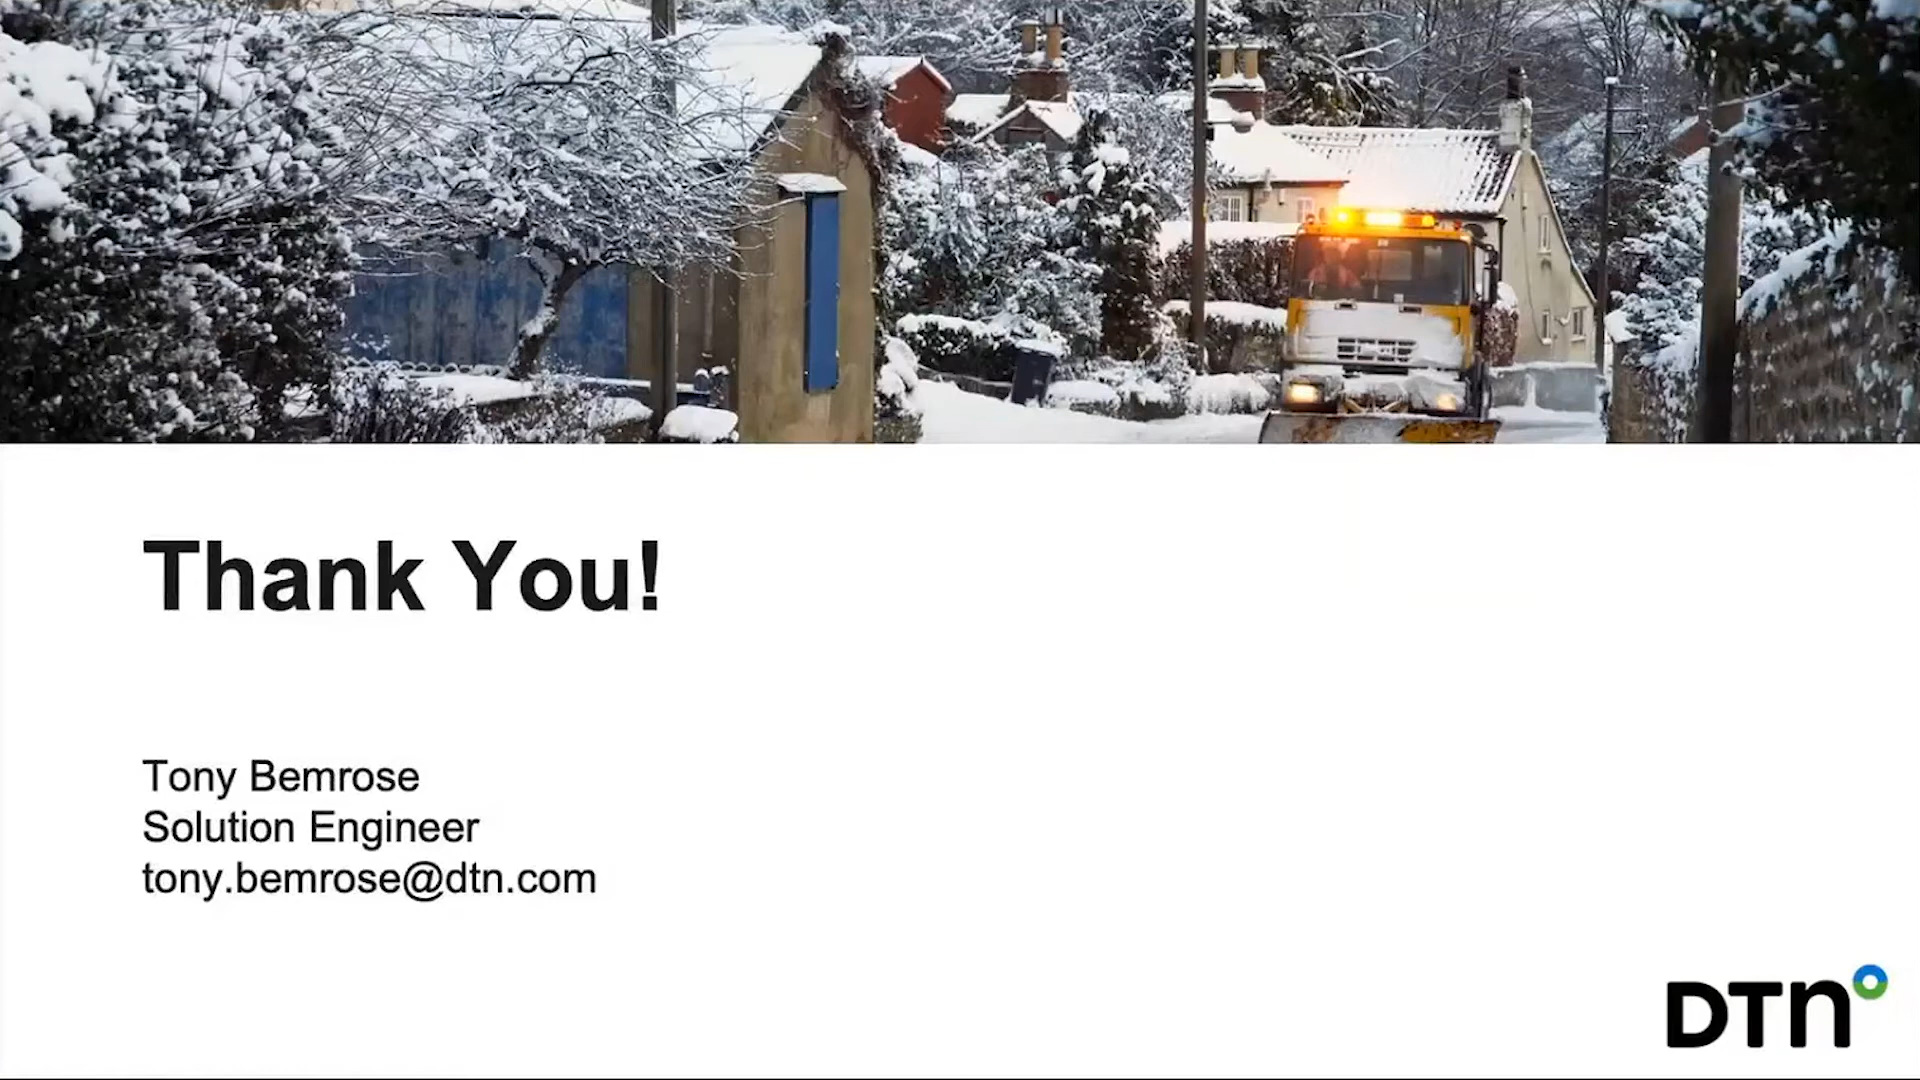 Thank You!
Tony Bemrose
Solution Engineer
tony.bemrose@dtn.com
DTN